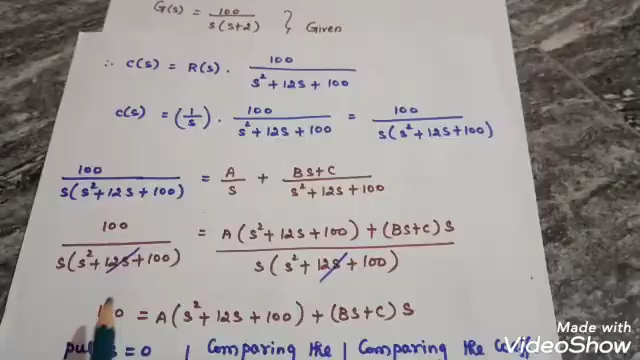 G(s) = 100 / s(s+2) } Given
∴ C(s) = R(s) . 100 / s² + 12s + 100
C(s) = (1/s) . 100 / s² + 12s + 100 = 100 / s(s² + 12s + 100)
100 / s(s² + 12s + 100) = A / s + Bs + C / s² + 12s + 100
100 / s(s² + 12s + 100) = A(s² + 12s + 100) + (Bs + C) s / s(s² + 12s + 100)
= A(s² + 12s + 100) + (Bs + C) s
= 0 | Comparing the | Comparing the
Made with
VideoShow